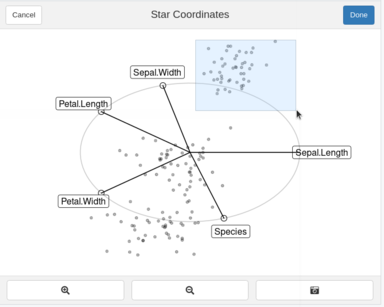 Cancel
Star Coordinates
Done
Sepal.Width
Petal.Length
Sepal.Length
Petal.Width
Species